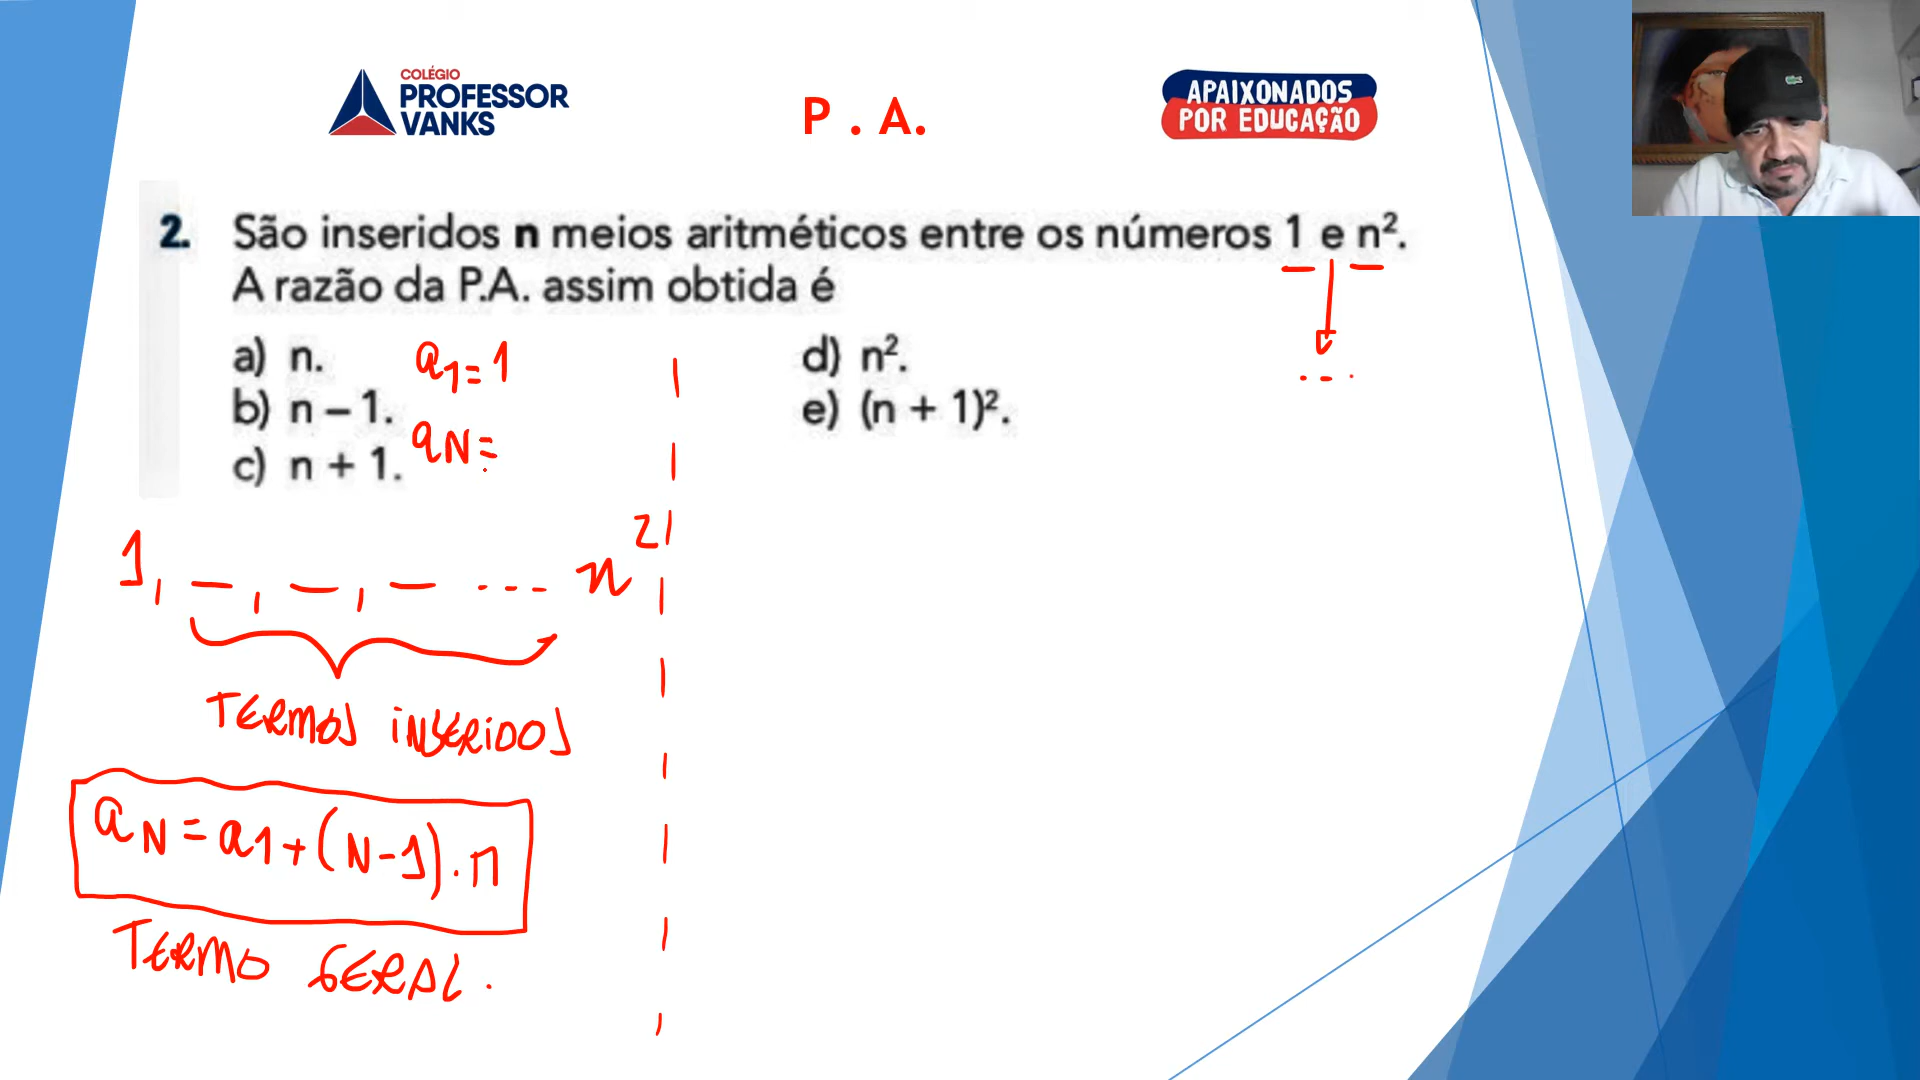 COLÉGIO
PROFESSOR
VANKS
P . A.
APAIXONADOS
POR EDUCAÇÃO
2. São inseridos n meios aritméticos entre os números 1 e n².
A razão da P.A. assim obtida é
a) n.
b) n – 1.
c) n + 1.
d) n².
e) (n + 1)².
a1 = 1
aN =
...
1, _ , _ , _ ... n²
TERMOS INSERIDOS
aN = a1 + (N-1) . r
TERMO GERAL.